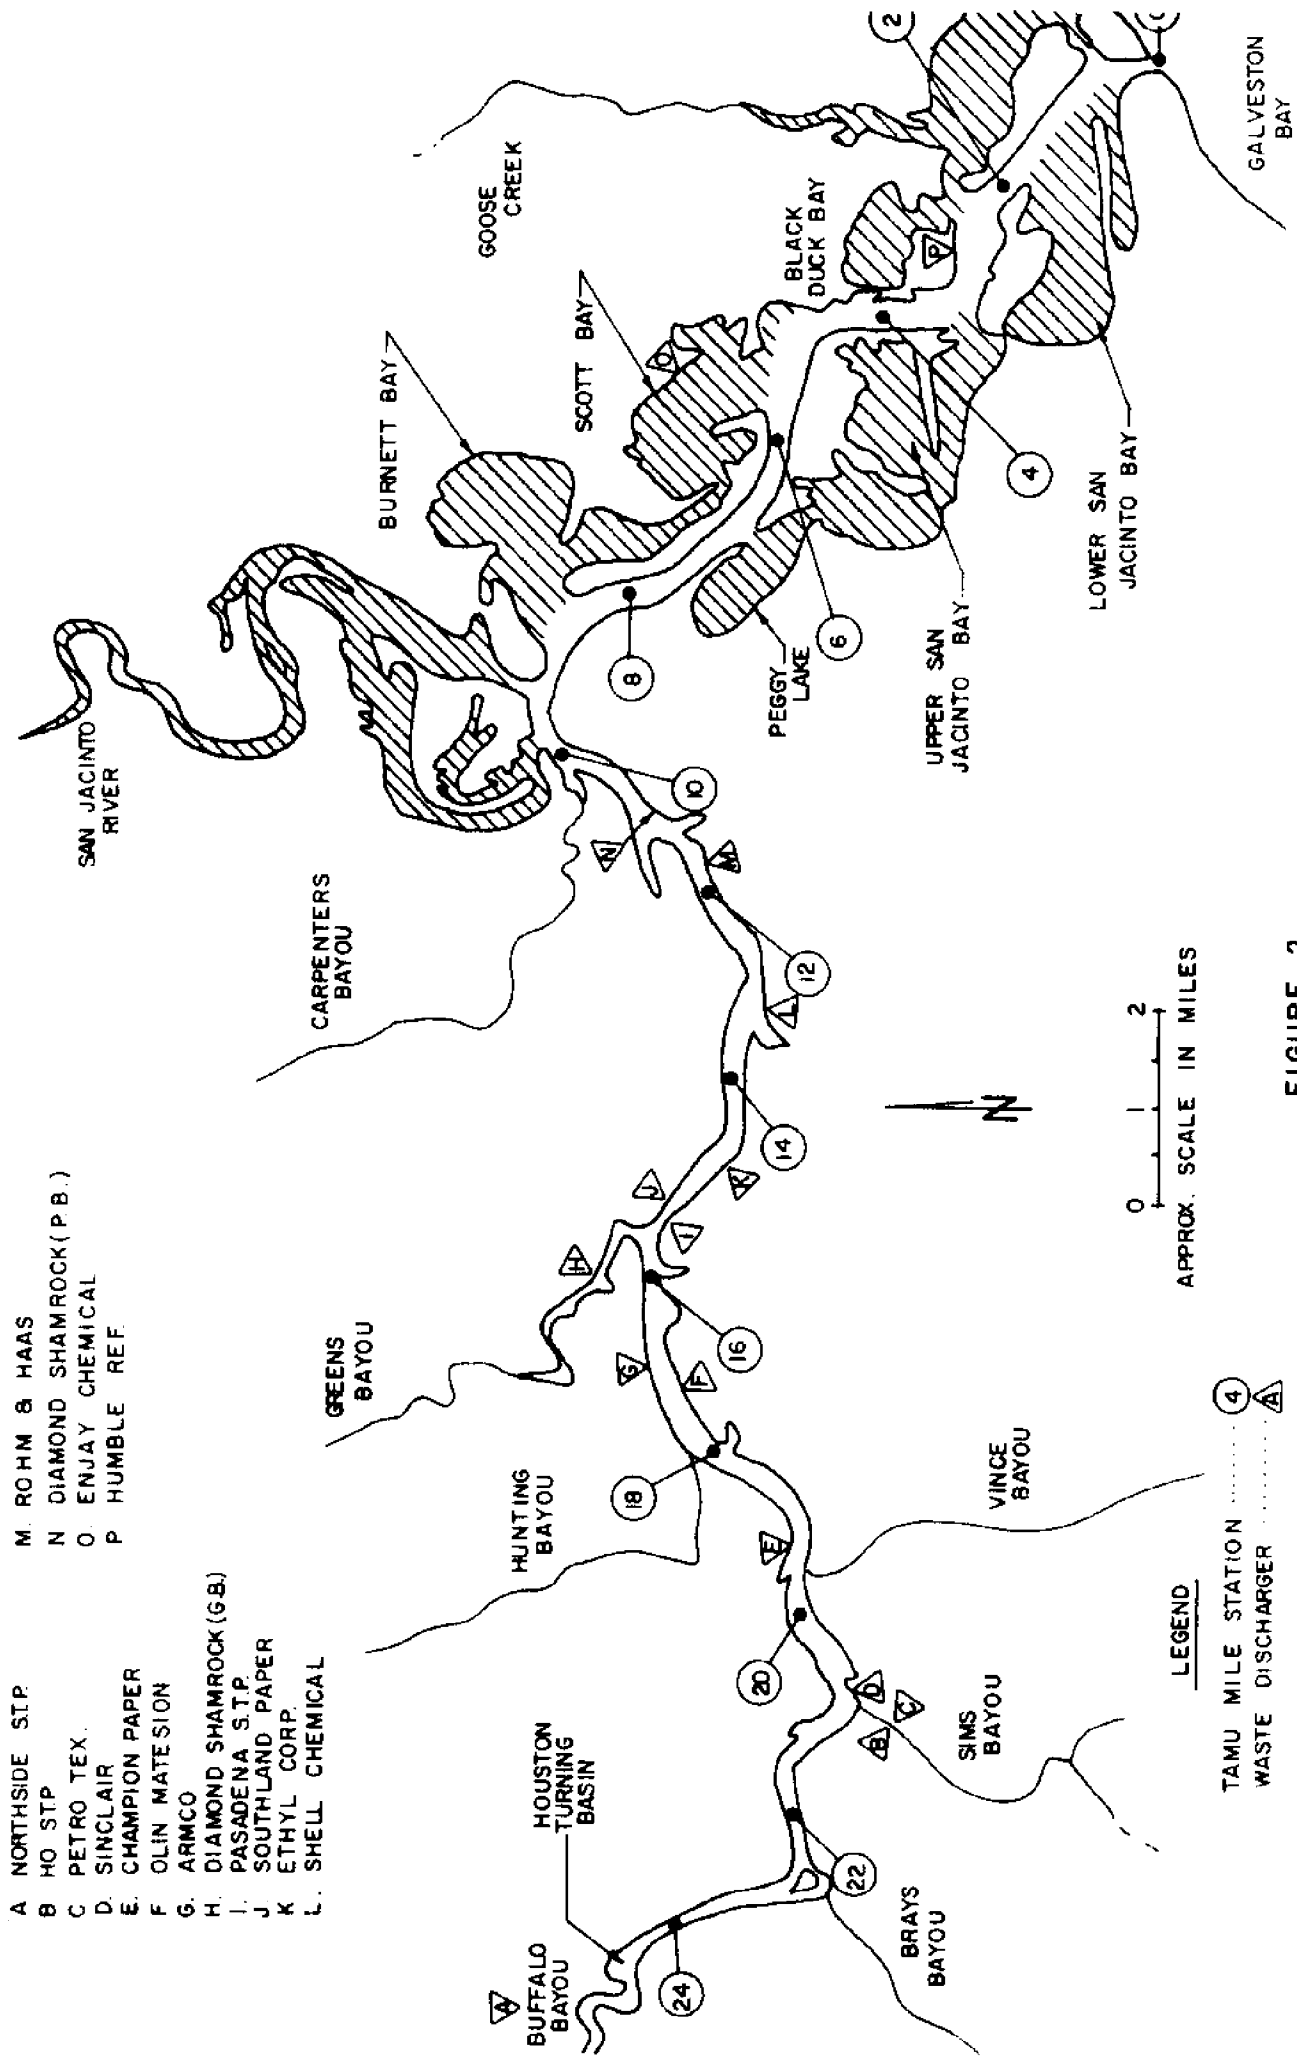 A NORTHSIDE S.T.P.
B HO STP
C PETRO TEX.
D. SINCLAIR
E. CHAMPION PAPER
F OLIN MATESION
G. ARMCO
H. DIAMOND SHAMROCK (G.B.)
I. PASADENA S.T.P.
J. SOUTHLAND PAPER
K ETHYL CORP.
L. SHELL CHEMICAL
M. ROHM & HAAS
N DIAMOND SHAMROCK (P.B.)
O. ENJAY CHEMICAL
P HUMBLE REF.
SAN JACINTO
RIVER
BURNETT BAY
GOOSE
CREEK
SCOTT BAY
BLACK
DUCK BAY
CARPENTERS
BAYOU
GREENS
BAYOU
HUNTING
BAYOU
HOUSTON
TURNING
BASIN
BUFFALO
BAYOU
BRAYS
BAYOU
SIMS
BAYOU
VINCE
BAYOU
PEGGY
LAKE
UPPER SAN
JACINTO BAY
LOWER SAN
JACINTO BAY
GALVESTON
BAY
A
B
C
D
E
F
G
H
I
J
K
L
M
N
O
P
24
22
20
18
16
14
12
10
8
6
4
2
N
0 1 2
APPROX. SCALE IN MILES
LEGEND
TAMU MILE STATION ........ 4
WASTE DISCHARGER ........ A
FIGURE